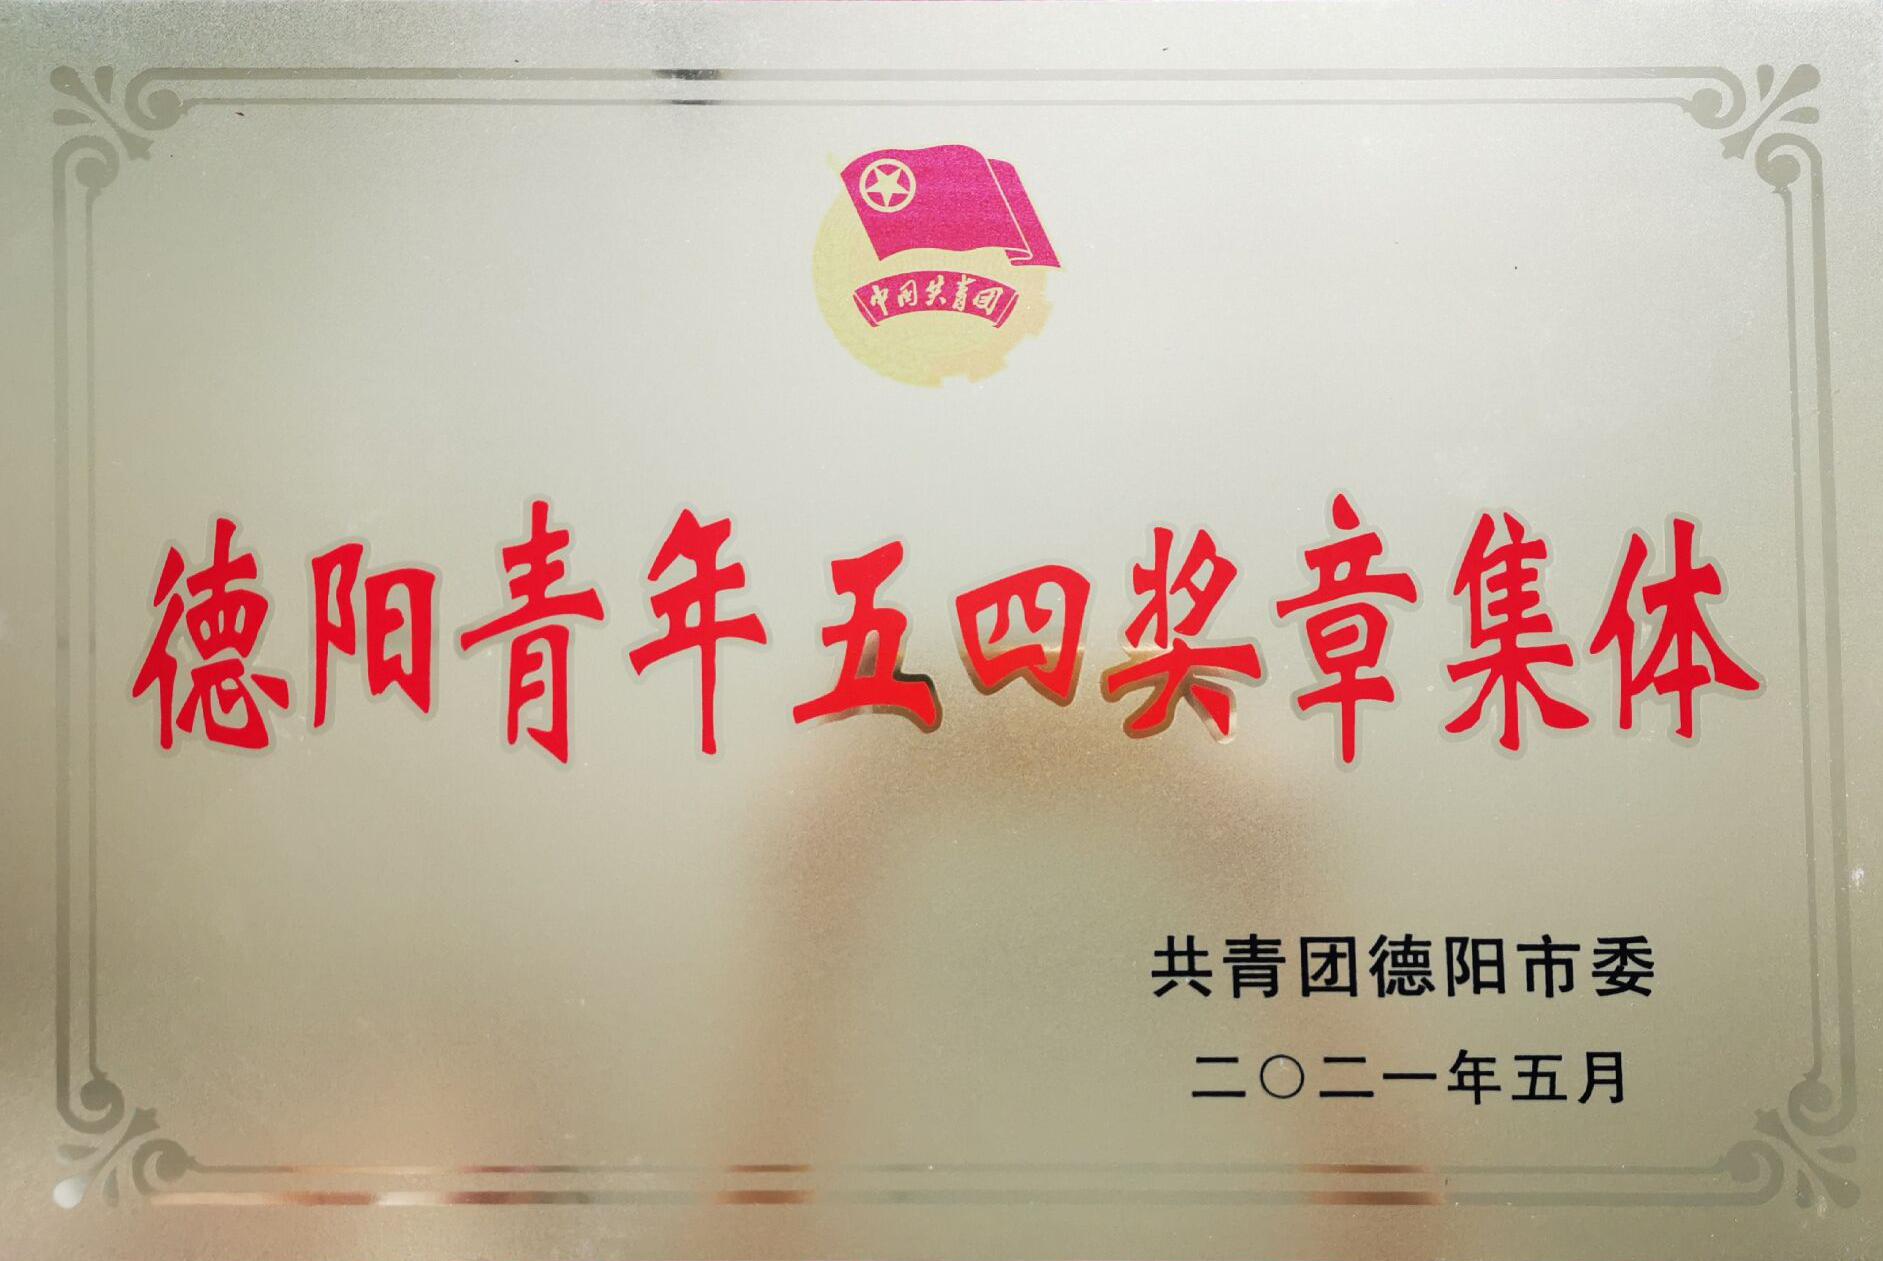 中国共青团
德阳青年五四奖章集体
共青团德阳市委
二〇二一年五月